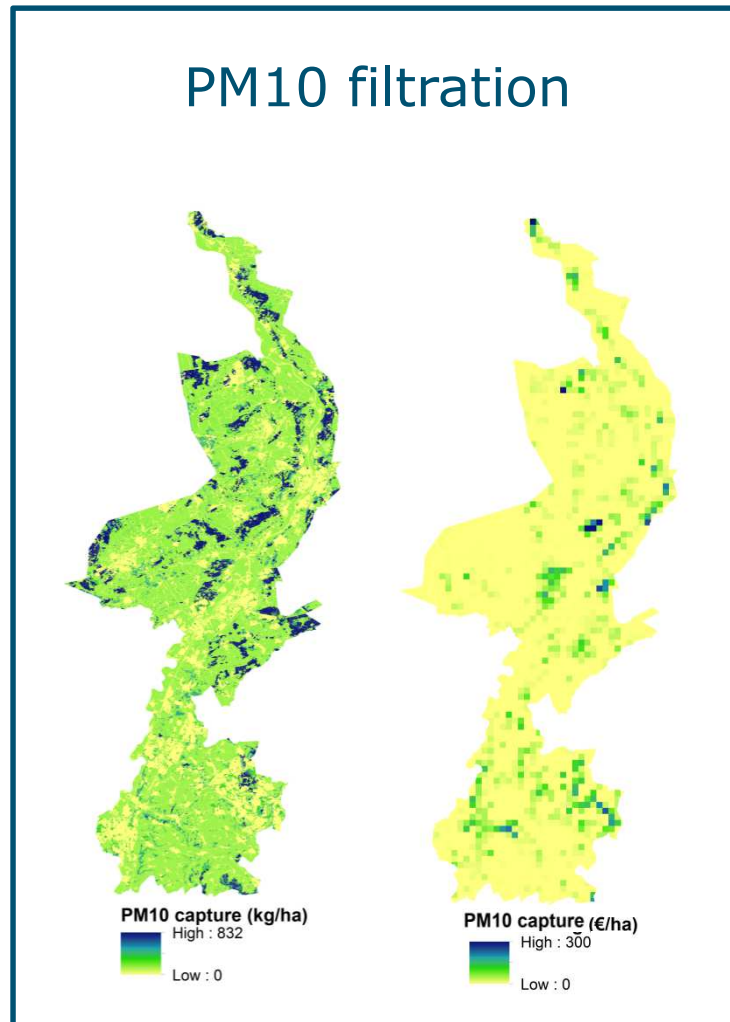 PM10 filtration
PM10 capture (kg/ha)
High : 832
Low : 0
PM10 capture (€/ha)
High : 300
Low : 0